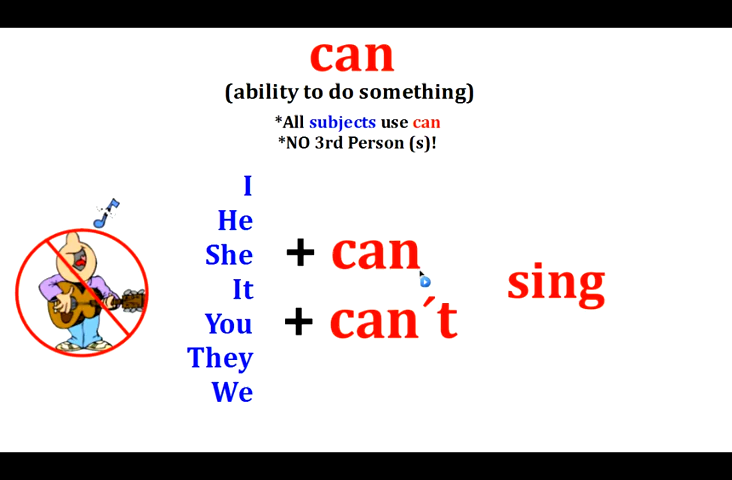 can
(ability to do something)
*All subjects use can
*NO 3rd Person (s)!
I
He
She
It
You
They
We
+ can
+ can´t
sing